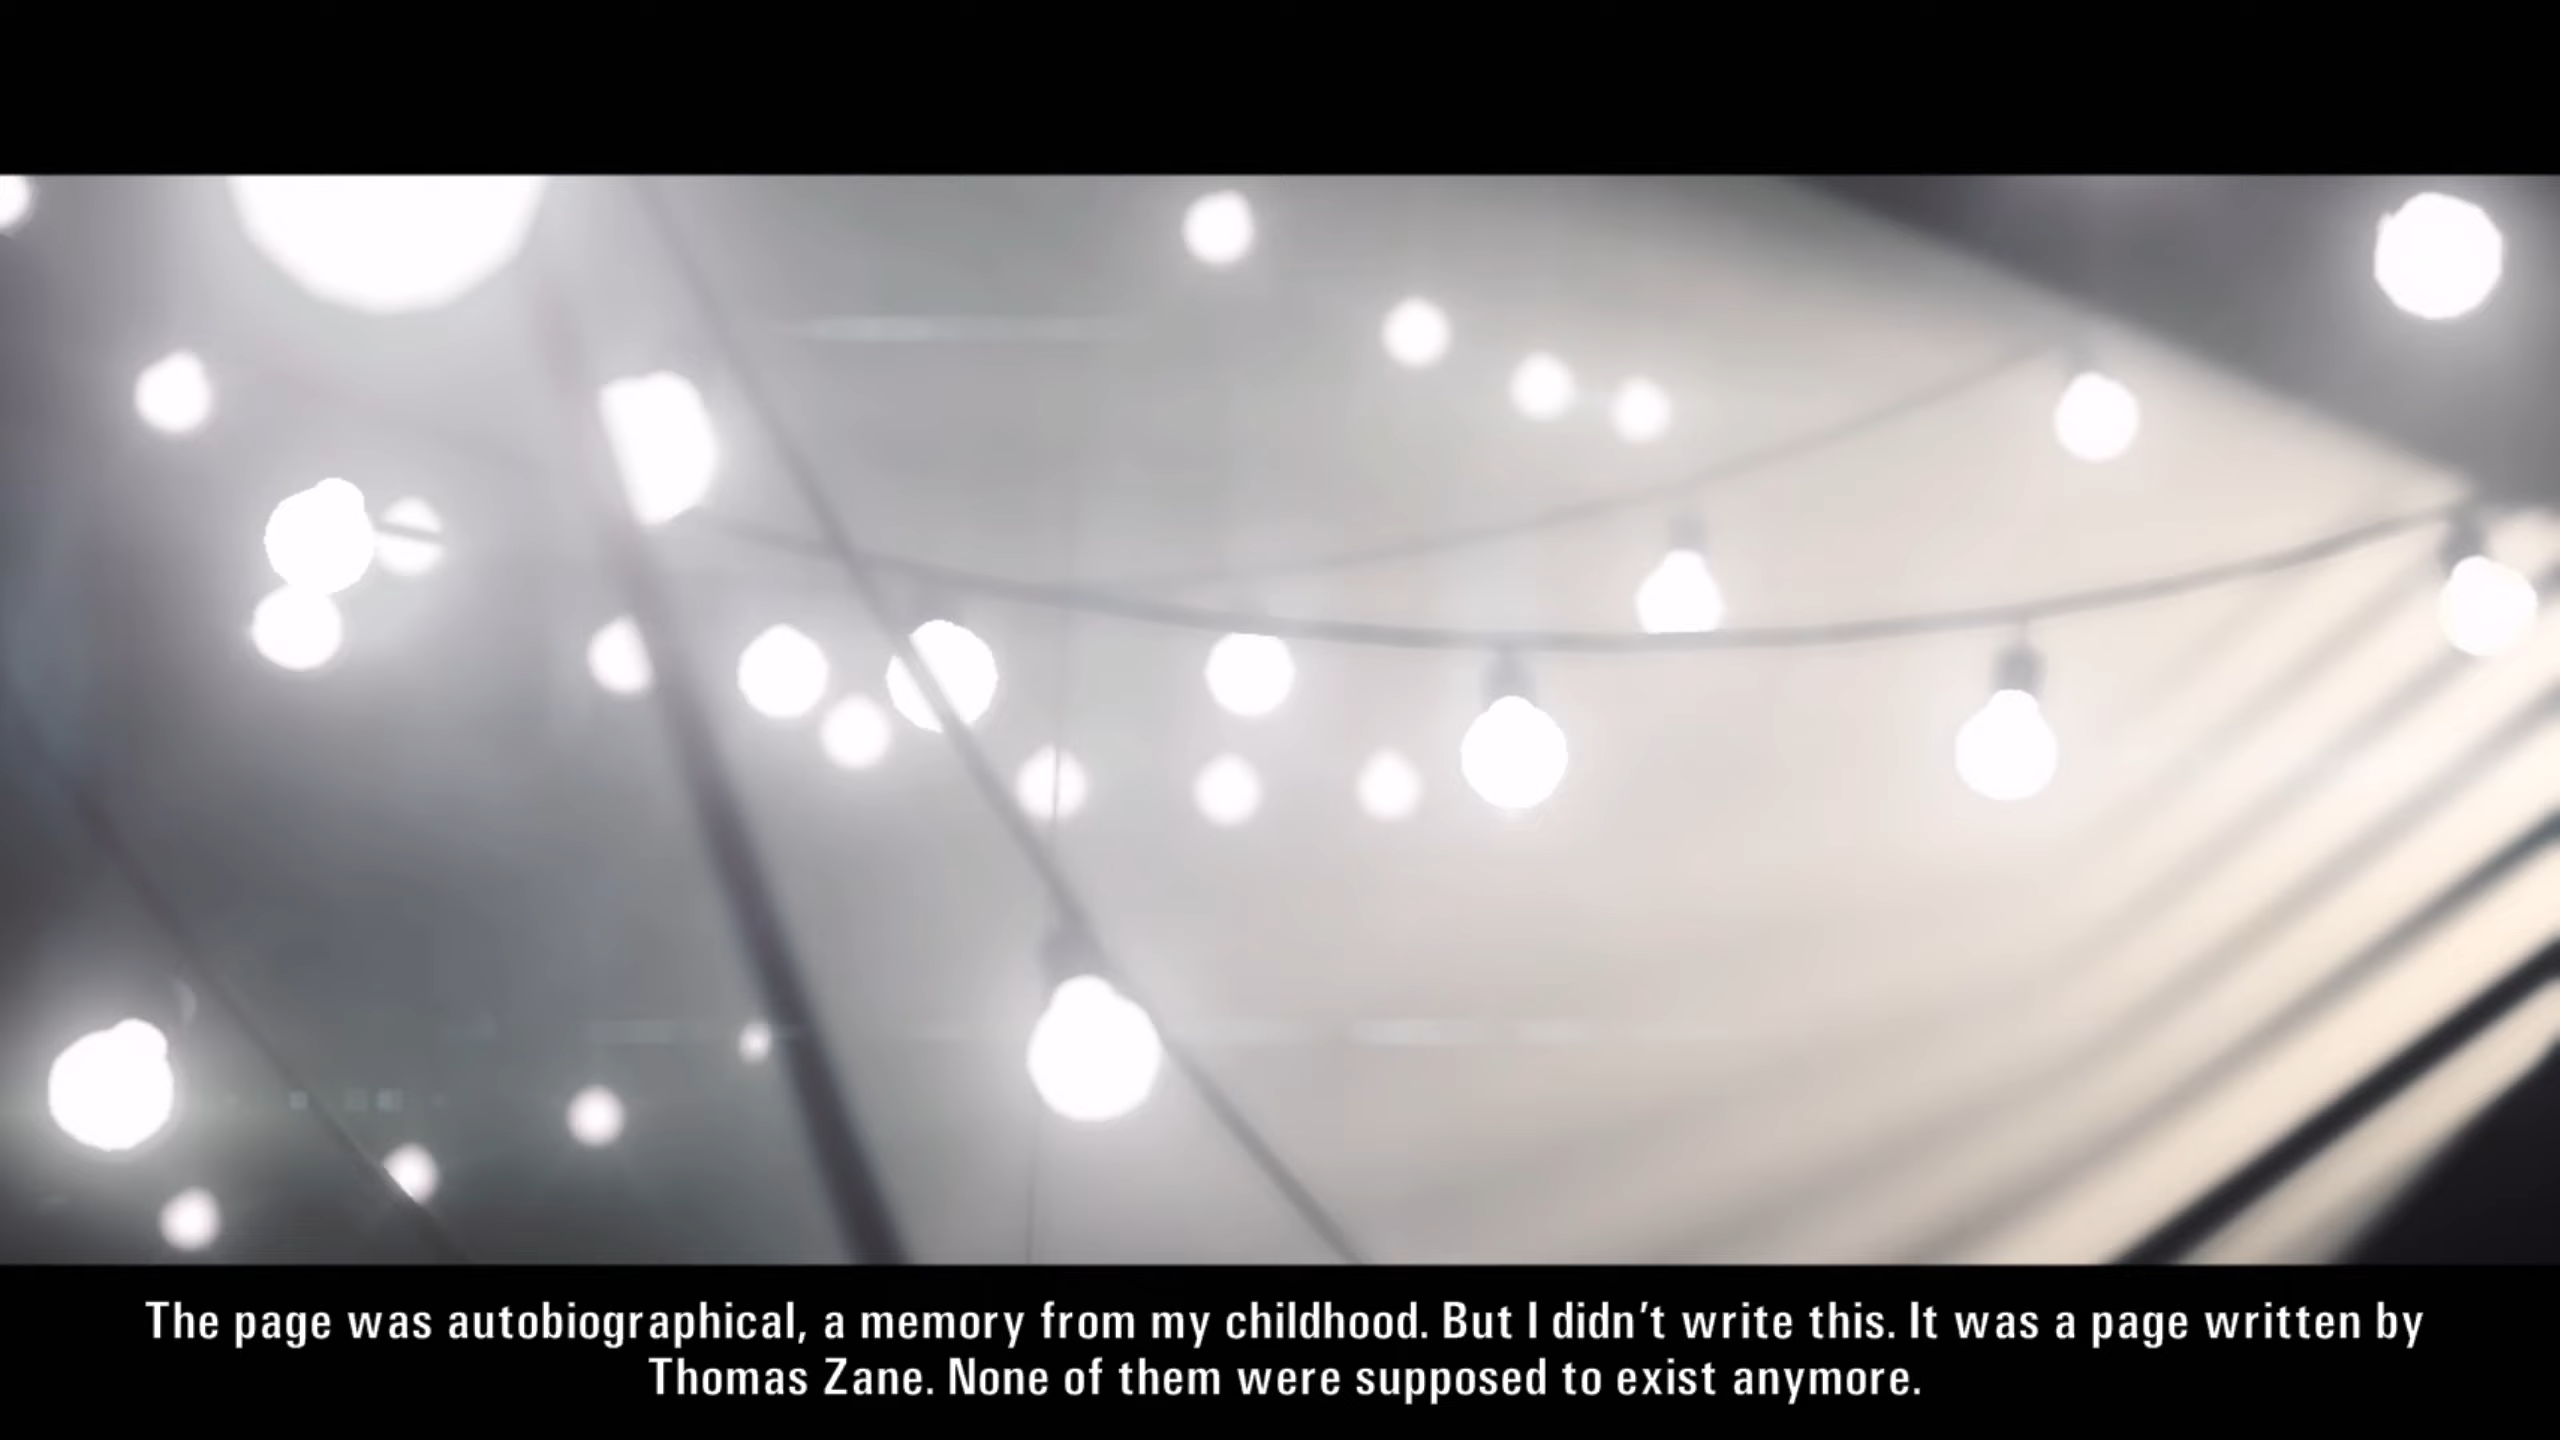 The page was autobiographical, a memory from my childhood. But I didn’t write this. It was a page written by
Thomas Zane. None of them were supposed to exist anymore.